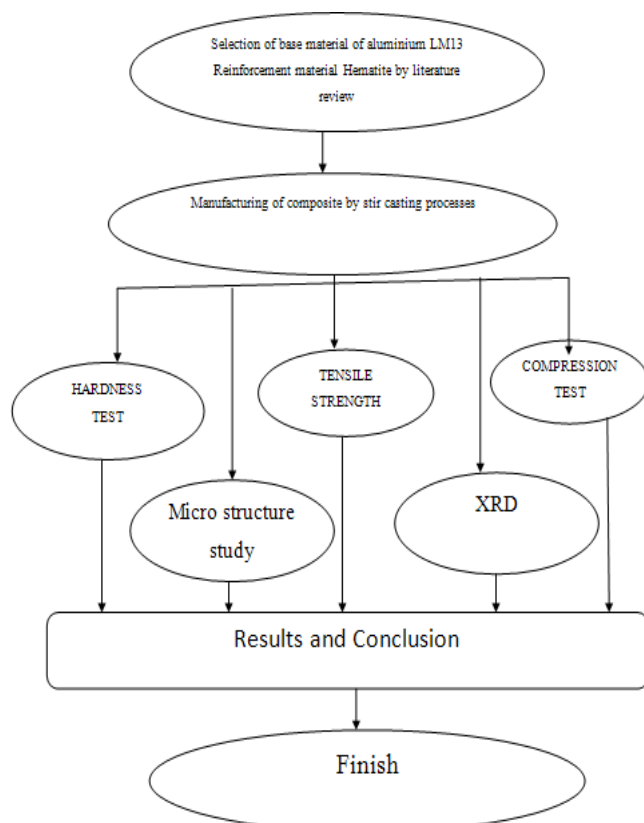 Selection of base material of aluminium LM13
Reinforcement material Hematite by literature
review
Manufacturing of composite by stir casting processes
HARDNESS
TEST
TENSILE
STRENGTH
COMPRESSION
TEST
Micro structure
study
XRD
Results and Conclusion
Finish